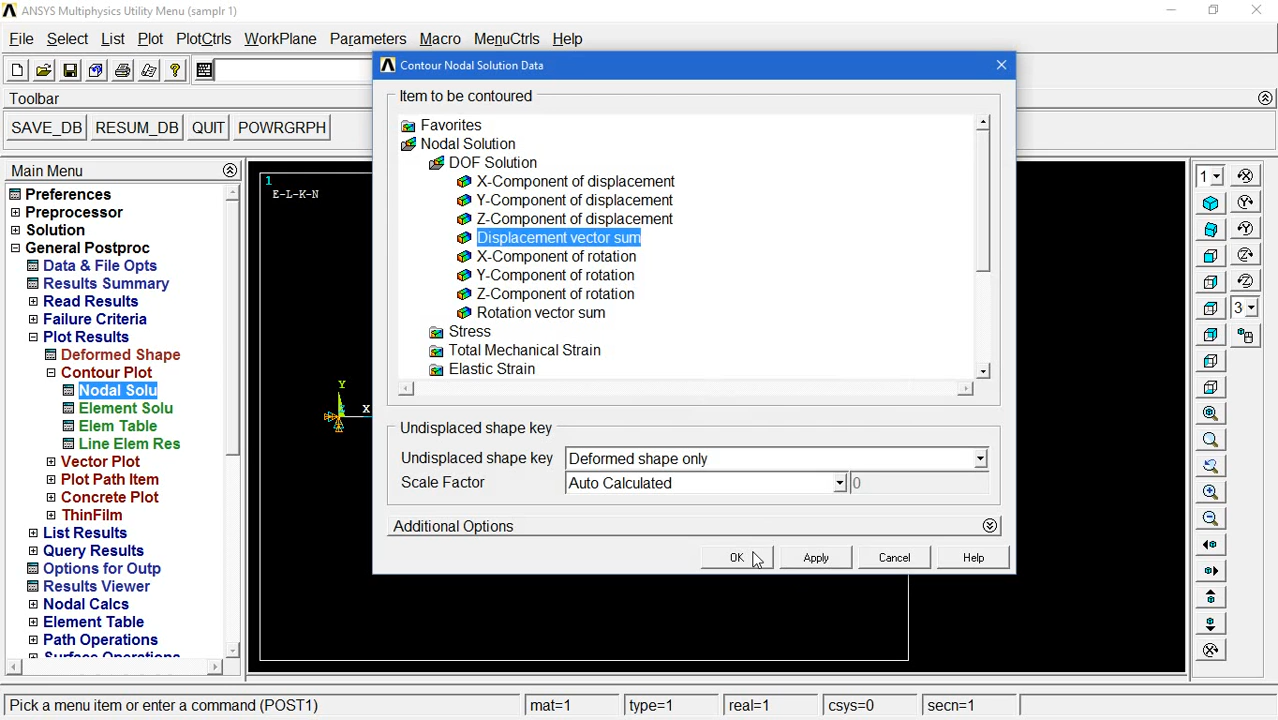 ANSYS Multiphysics Utility Menu (samplr 1)
File Select List Plot PlotCtrls WorkPlane Parameters Macro MenuCtrls Help
Toolbar
SAVE_DB RESUM_DB QUIT POWRGRPH
Main Menu
Preferences
Preprocessor
Solution
General Postproc
Data & File Opts
Results Summary
Read Results
Failure Criteria
Plot Results
Deformed Shape
Contour Plot
Nodal Solu
Element Solu
Elem Table
Line Elem Res
Vector Plot
Plot Path Item
Concrete Plot
ThinFilm
List Results
Query Results
Options for Outp
Results Viewer
Nodal Calcs
Element Table
Path Operations
Surface Operations
1
E-L-K-N
Y
X
Contour Nodal Solution Data
Item to be contoured
Favorites
Nodal Solution
DOF Solution
X-Component of displacement
Y-Component of displacement
Z-Component of displacement
Displacement vector sum
X-Component of rotation
Y-Component of rotation
Z-Component of rotation
Rotation vector sum
Stress
Total Mechanical Strain
Elastic Strain
Undisplaced shape key
Undisplaced shape key Deformed shape only
Scale Factor Auto Calculated 0
Additional Options
OK Apply Cancel Help
1
3
Pick a menu item or enter a command (POST1) mat=1 type=1 real=1 csys=0 secn=1